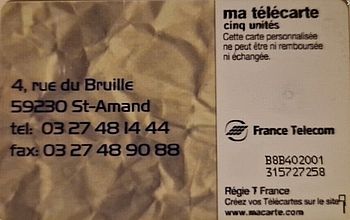 ma télécarte
cinq unités
Cette carte personnalisée
ne peut être ni remboursée
ni échangée.
4, rue du Bruille
59230 St-Amand
tel: 03 27 48 14 44
fax: 03 27 48 90 88
France Telecom
B8B402001
315727258
Régie T France
Créez vos Télécartes sur le site
www.macarte.com